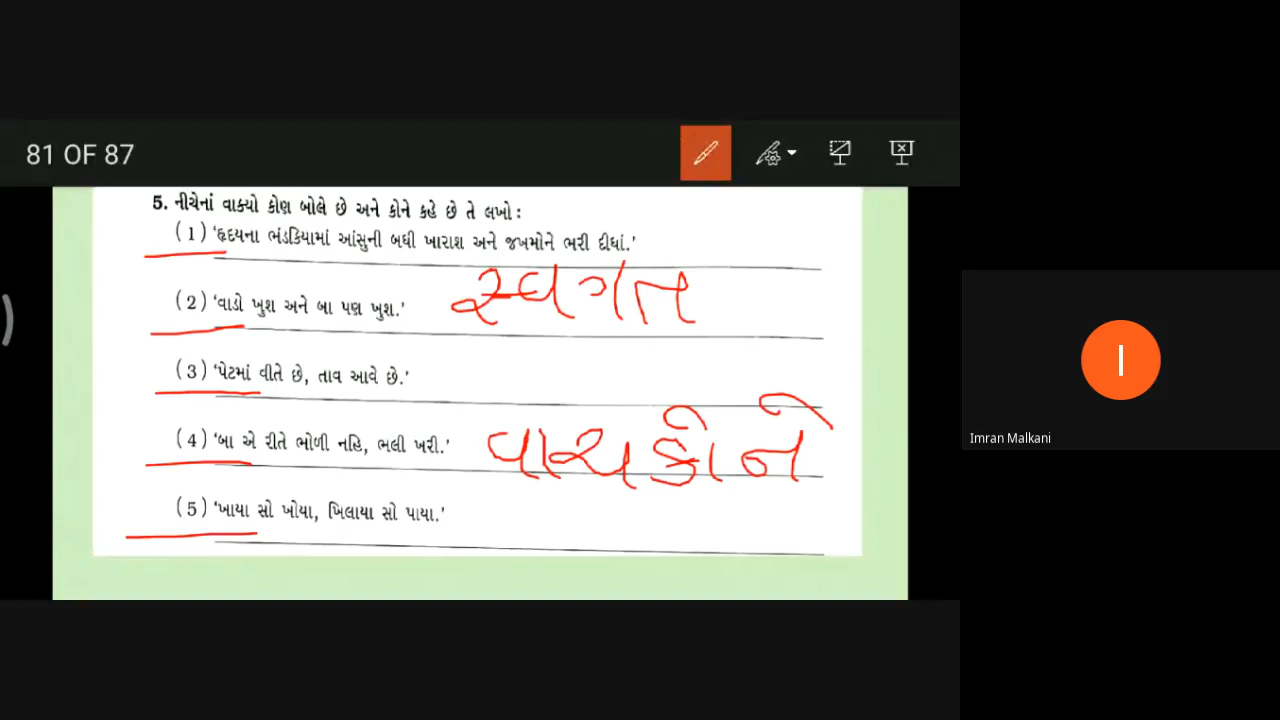 81 OF 87
5. નીચેનાં વાક્યો કોણ બોલે છે અને કોને કહે છે તે લખો :
(1) 'હૃદયના ભંડકિયામાં આંસુની બધી ખારાશ અને જખમોને ભરી દીધાં.'
સ્વગત
(2) 'વાડો ખુશ અને બા પણ ખુશ.'
(3) 'પેટમાં વીતે છે, તાવ આવે છે.'
(4) 'બા એ રીતે ભોળી નહિ, ભલી ખરી.'
વાચકોને
(5) 'ખાયા સો ખોયા, ખિલાયા સો પાયા.'
I
Imran Malkani